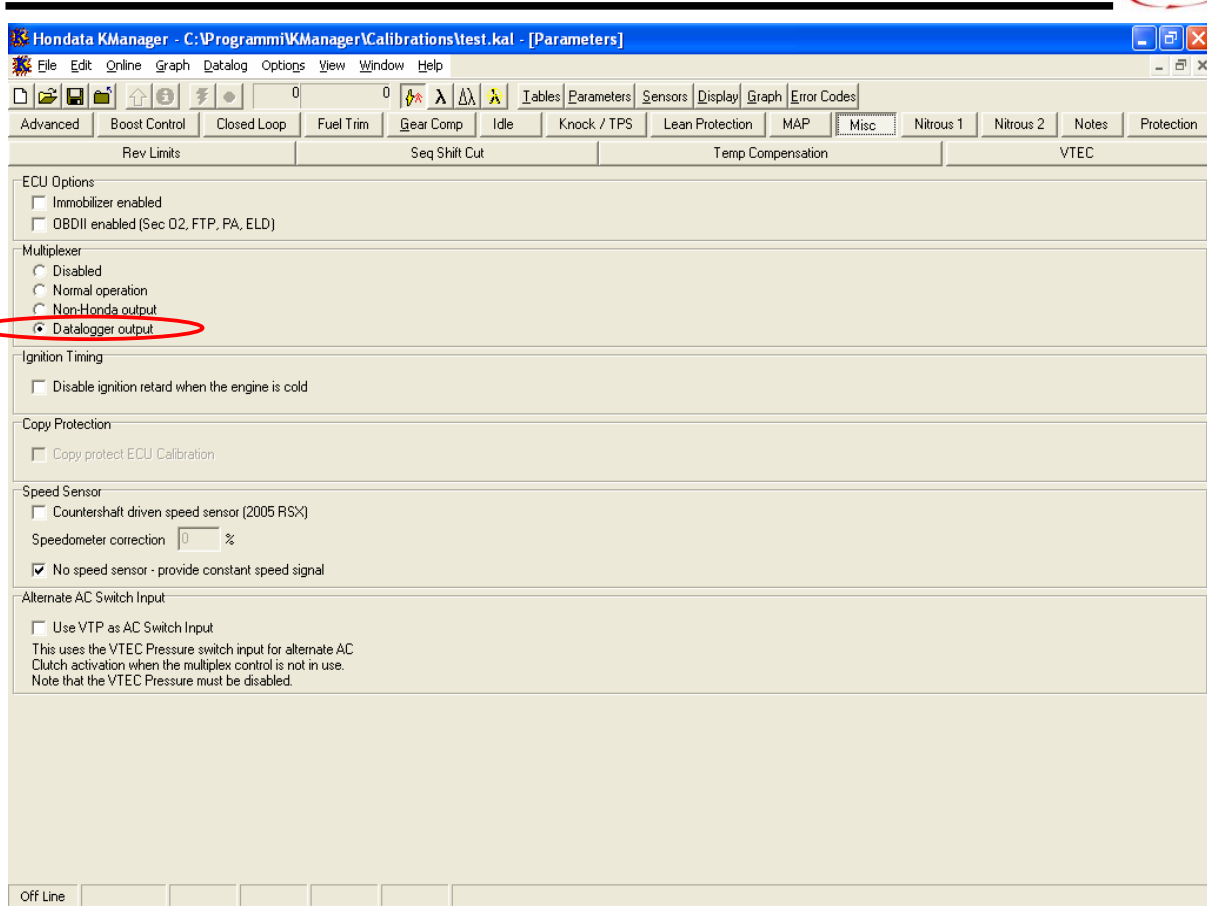 Hondata KManager - C:\Programmi\KManager\Calibrations\test.kal - [Parameters]
File Edit Online Graph Datalog Options View Window Help
0 0 Tables Parameters Sensors Display Graph Error Codes
Advanced Boost Control Closed Loop Fuel Trim Gear Comp Idle Knock / TPS Lean Protection MAP Misc Nitrous 1 Nitrous 2 Notes Protection
Rev Limits Seq Shift Cut Temp Compensation VTEC
ECU Options
Immobilizer enabled
OBDII enabled (Sec O2, FTP, PA, ELD)
Multiplexer
Disabled
Normal operation
Non-Honda output
Datalogger output
Ignition Timing
Disable ignition retard when the engine is cold
Copy Protection
Copy protect ECU Calibration
Speed Sensor
Countershaft driven speed sensor (2005 RSX)
Speedometer correction 0 %
No speed sensor - provide constant speed signal
Alternate AC Switch Input
Use VTP as AC Switch Input
This uses the VTEC Pressure switch input for alternate AC
Clutch activation when the multiplex control is not in use.
Note that the VTEC Pressure must be disabled.
Off Line